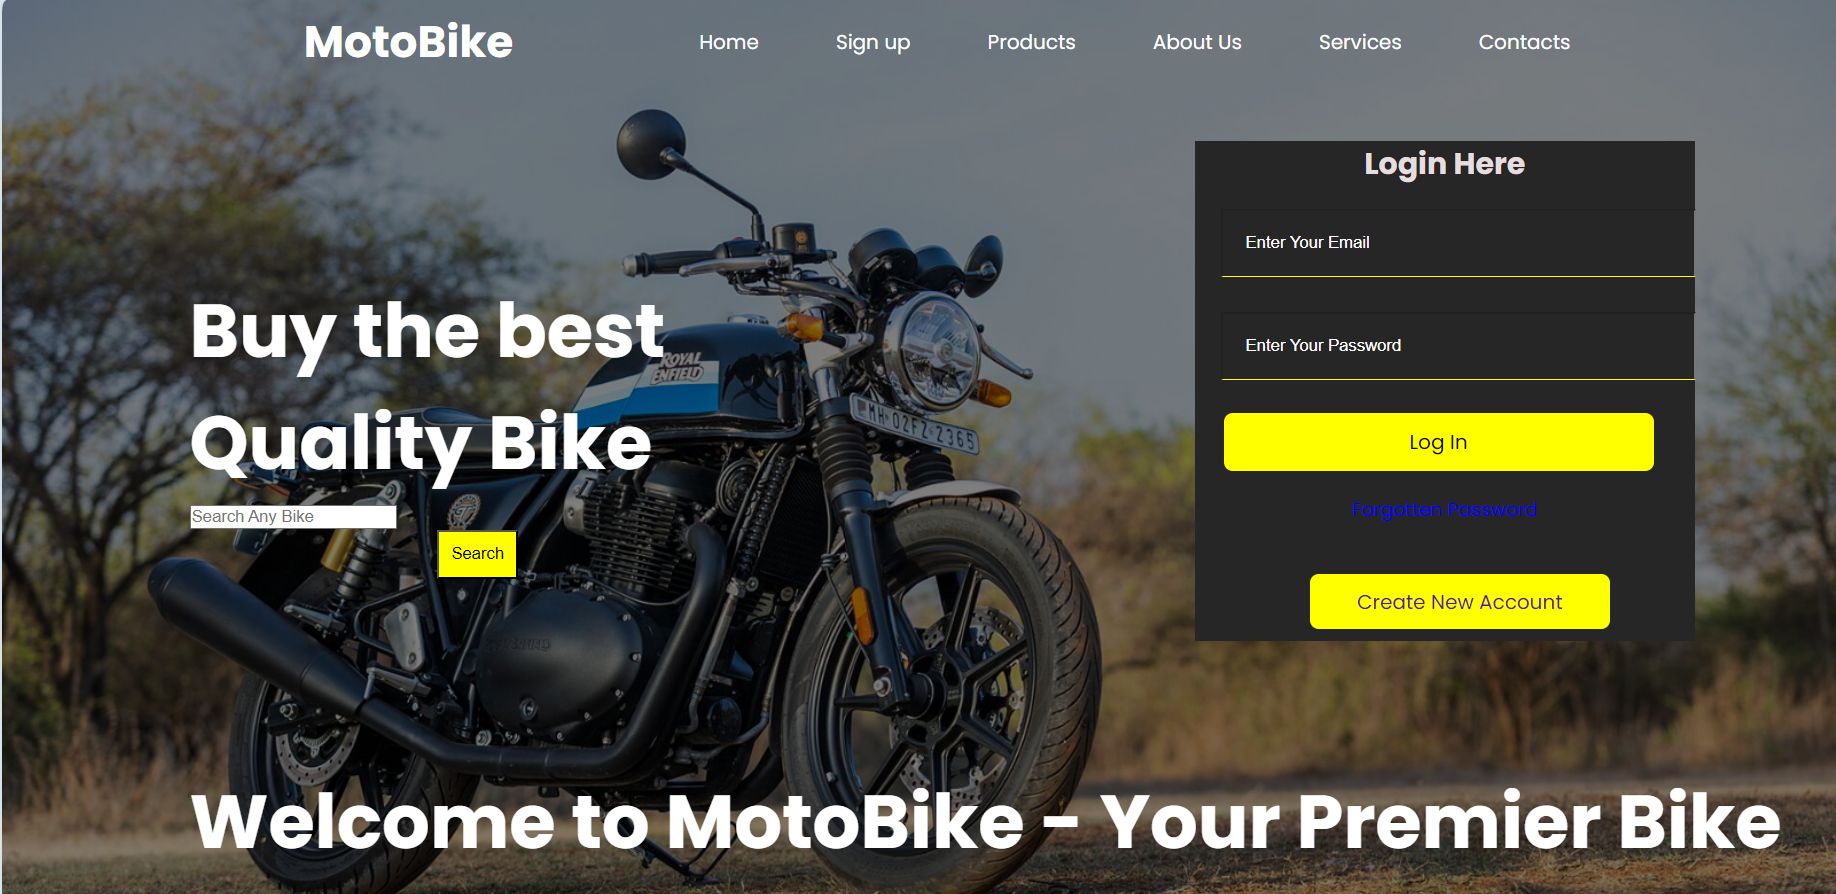 MotoBike
Home
Sign up
Products
About Us
Services
Contacts
Login Here
Enter Your Email
Enter Your Password
Log In
Forgotten Password
Create New Account
Buy the best
Quality Bike
Search Any Bike
Search
ROYAL
ENFIELD
MH 02FZ 2365
Welcome to MotoBike - Your Premier Bike